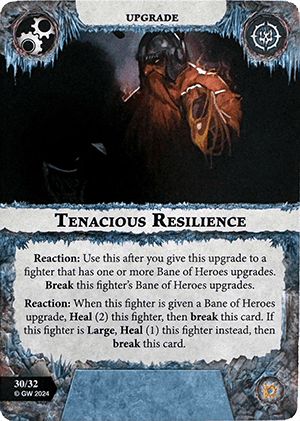 UPGRADE
TENACIOUS RESILIENCE
Reaction: Use this after you give this upgrade to a
fighter that has one or more Bane of Heroes upgrades.
Break this fighter's Bane of Heroes upgrades.
Reaction: When this fighter is given a Bane of Heroes
upgrade, Heal (2) this fighter, then break this card. If
this fighter is Large, Heal (1) this fighter instead, then
break this card.
30/32
© GW 2024